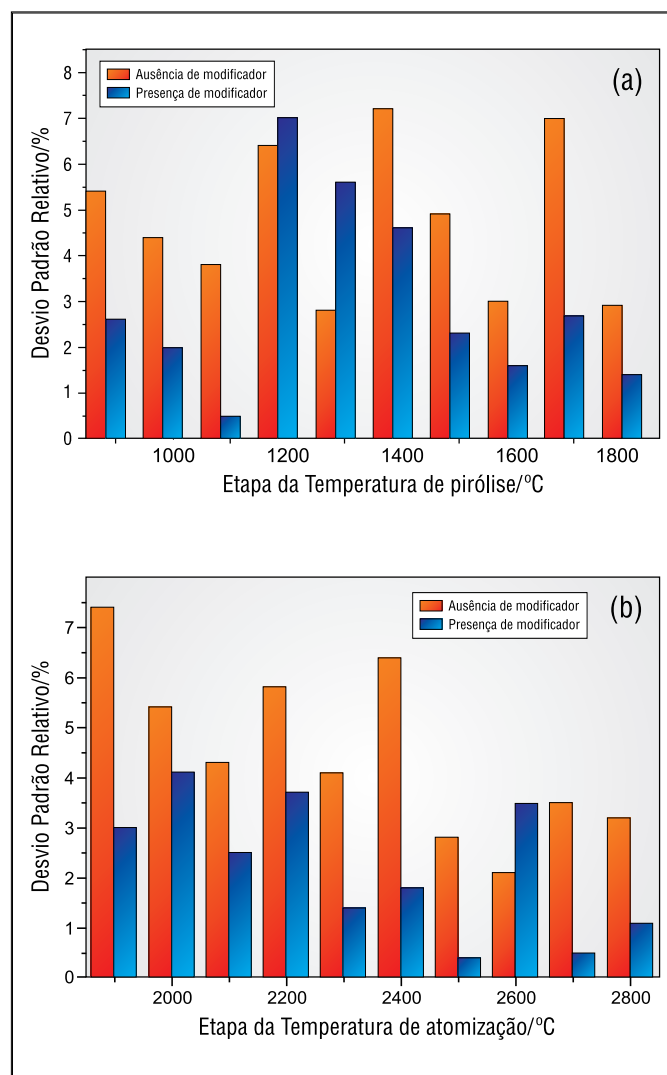 (a)
Ausência de modificador
Presença de modificador
Desvio Padrão Relativo/%
8
7
6
5
4
3
2
1
0
1000 1200 1400 1600 1800
Etapa da Temperatura de pirólise/ºC
(b)
Ausência de modificador
Presença de modificador
Desvio Padrão Relativo/%
7
6
5
4
3
2
1
0
2000 2200 2400 2600 2800
Etapa da Temperatura de atomização/ºC